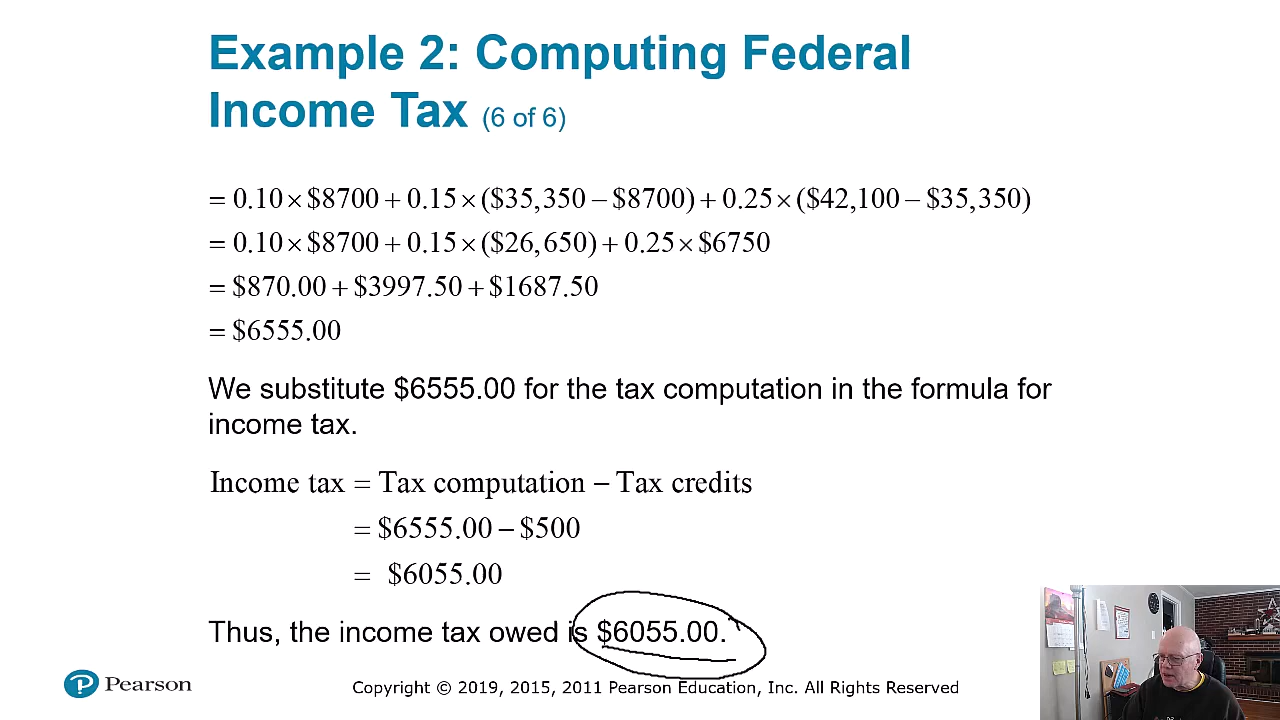 Example 2: Computing Federal
Income Tax (6 of 6)
= 0.10 × $8700 + 0.15 × ($35,350 − $8700) + 0.25 × ($42,100 − $35,350)
= 0.10 × $8700 + 0.15 × ($26,650) + 0.25 × $6750
= $870.00 + $3997.50 + $1687.50
= $6555.00
We substitute $6555.00 for the tax computation in the formula for
income tax.
Income tax = Tax computation − Tax credits
= $6555.00 − $500
= $6055.00
Thus, the income tax owed is $6055.00.
Pearson
Copyright © 2019, 2015, 2011 Pearson Education, Inc. All Rights Reserved